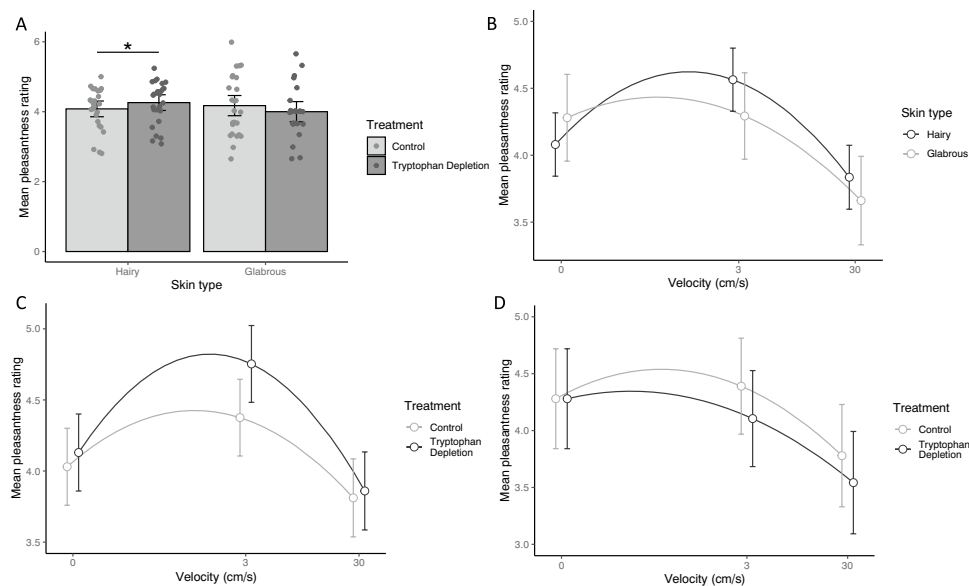 A
Mean pleasantness rating
6
4
2
0
*
Hairy
Glabrous
Skin type
Treatment
Control
Tryptophan Depletion
B
Mean pleasantness rating
5.0
4.5
4.0
3.5
0
3
30
Velocity (cm/s)
Skin type
Hairy
Glabrous
C
Mean pleasantness rating
5.0
4.5
4.0
3.5
0
3
30
Velocity (cm/s)
Treatment
Control
Tryptophan
Depletion
D
Mean pleasantness rating
5.0
4.5
4.0
3.5
3.0
0
3
30
Velocity (cm/s)
Treatment
Control
Tryptophan
Depletion